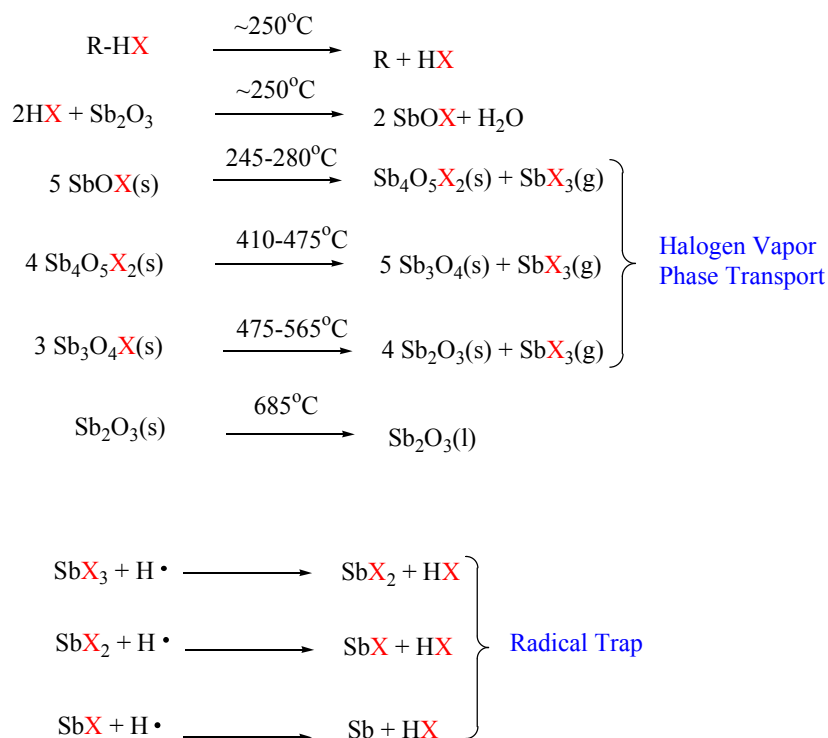 R-HX ~250°C R + HX
2HX + Sb₂O₃ ~250°C 2 SbOX+ H₂O
5 SbOX(s) 245-280°C Sb₄O₅X₂(s) + SbX₃(g)
4 Sb₄O₅X₂(s) 410-475°C 5 Sb₃O₄(s) + SbX₃(g)
Halogen Vapor
Phase Transport
3 Sb₃O₄X(s) 475-565°C 4 Sb₂O₃(s) + SbX₃(g)
Sb₂O₃(s) 685°C Sb₂O₃(l)
SbX₃ + H• SbX₂ + HX
SbX₂ + H• SbX + HX
Radical Trap
SbX + H• Sb + HX